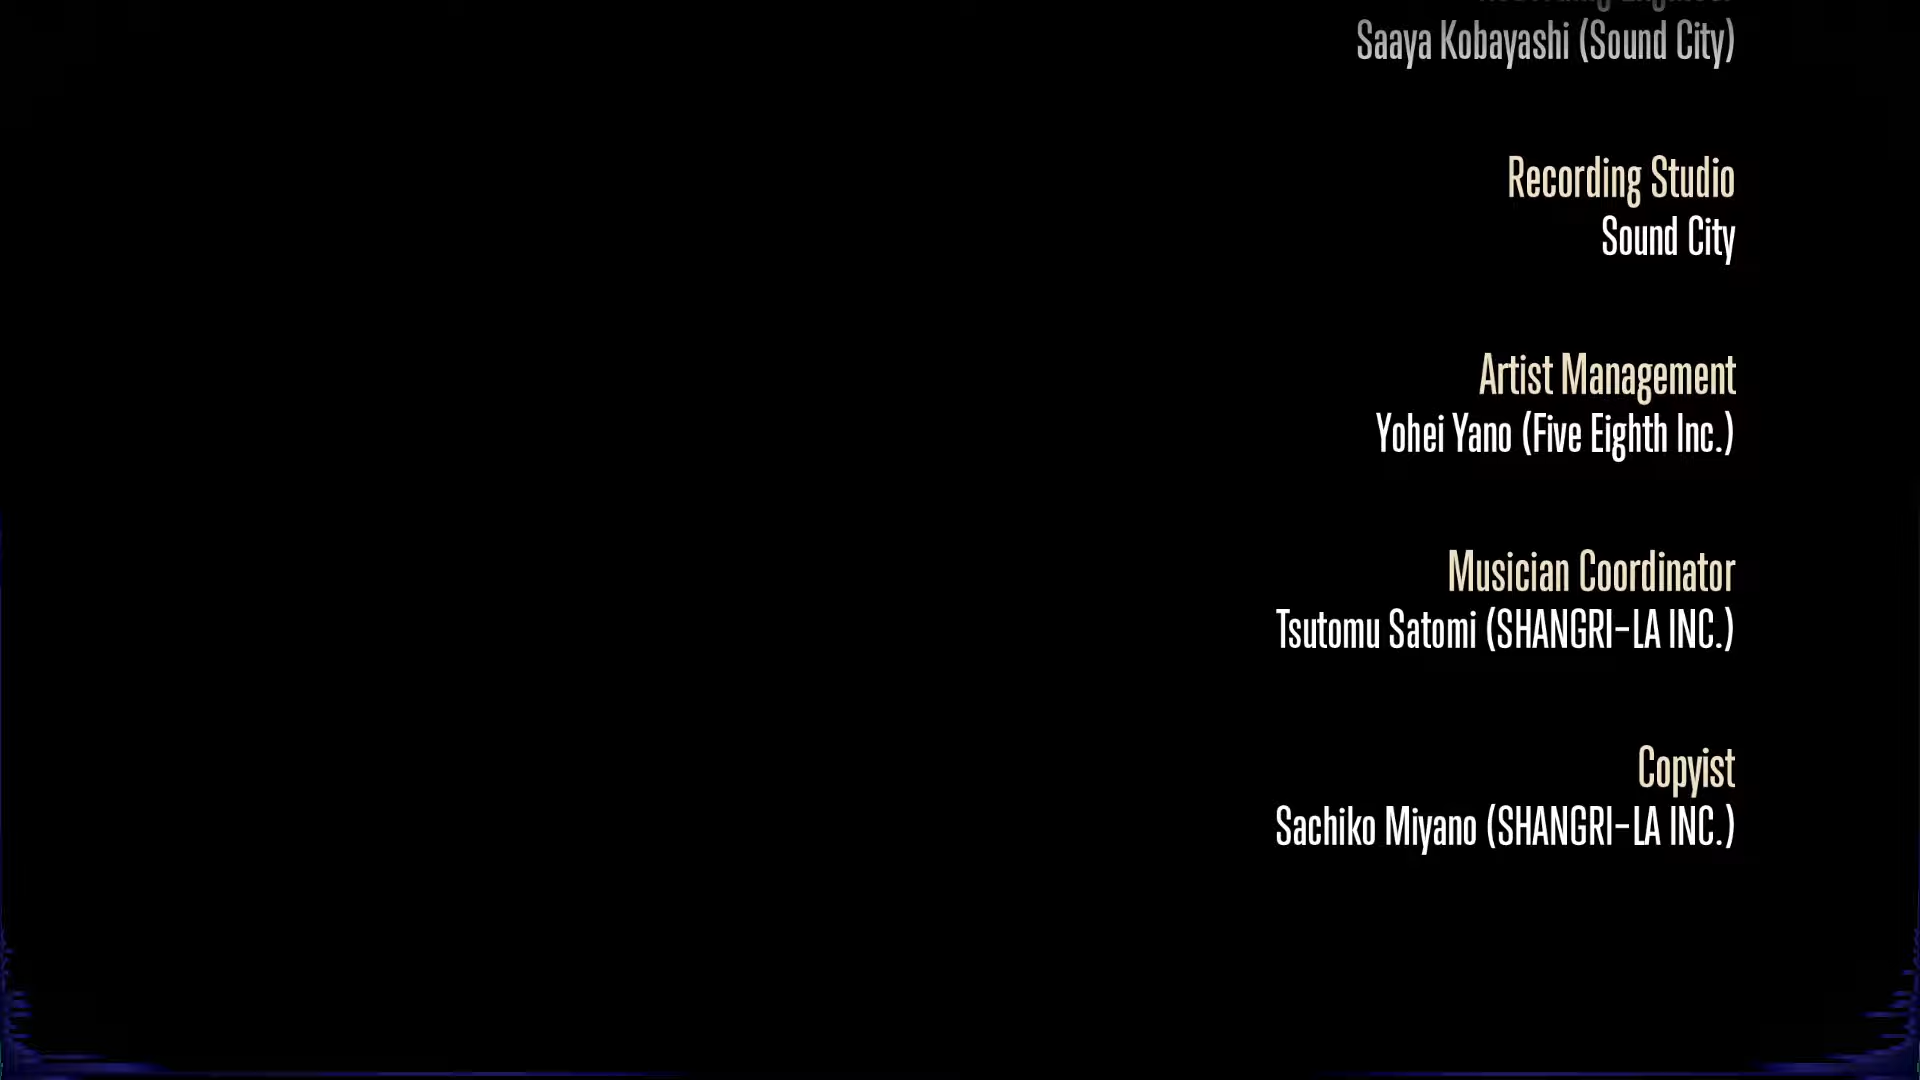 Saaya Kobayashi (Sound City)
Recording Studio
Sound City
Artist Management
Yohei Yano (Five Eighth Inc.)
Musician Coordinator
Tsutomu Satomi (SHANGRI-LA INC.)
Copyist
Sachiko Miyano (SHANGRI-LA INC.)